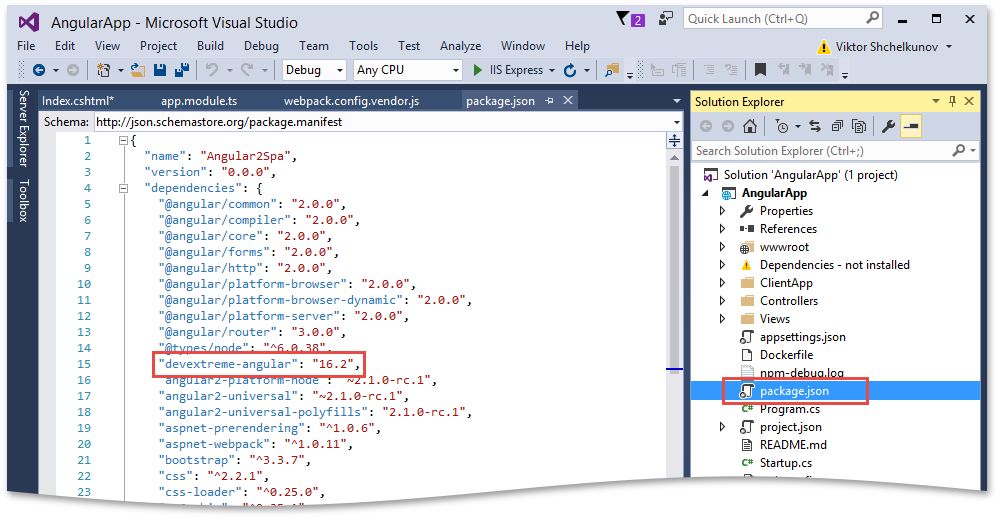 AngularApp - Microsoft Visual Studio
2
Quick Launch (Ctrl+Q)
File Edit View Project Build Debug Team Tools Test Analyze Window Help
Viktor Shchelkunov
Debug Any CPU IIS Express
Server Explorer
Toolbox
Index.cshtml* app.module.ts webpack.config.vendor.js package.json
Schema: http://json.schemastore.org/package.manifest
1 {
2 "name": "Angular2Spa",
3 "version": "0.0.0",
4 "dependencies": {
5 "@angular/common": "2.0.0",
6 "@angular/compiler": "2.0.0",
7 "@angular/core": "2.0.0",
8 "@angular/forms": "2.0.0",
9 "@angular/http": "2.0.0",
10 "@angular/platform-browser": "2.0.0",
11 "@angular/platform-browser-dynamic": "2.0.0",
12 "@angular/platform-server": "2.0.0",
13 "@angular/router": "3.0.0",
14 "@types/node": "^6.0.38",
15 "devextreme-angular": "16.2",
16 "angular2-platform-node": "~2.1.0-rc.1",
17 "angular2-universal": "~2.1.0-rc.1",
18 "angular2-universal-polyfills": "2.1.0-rc.1",
19 "aspnet-prerendering": "^1.0.6",
20 "aspnet-webpack": "^1.0.11",
21 "bootstrap": "^3.3.7",
22 "css": "^2.2.1",
23 "css-loader": "^0.25.0",
Solution Explorer
Search Solution Explorer (Ctrl+;)
Solution 'AngularApp' (1 project)
AngularApp
Properties
References
wwwroot
Dependencies - not installed
ClientApp
Controllers
Views
appsettings.json
Dockerfile
npm-debug.log
package.json
C# Program.cs
project.json
README.md
C# Startup.cs